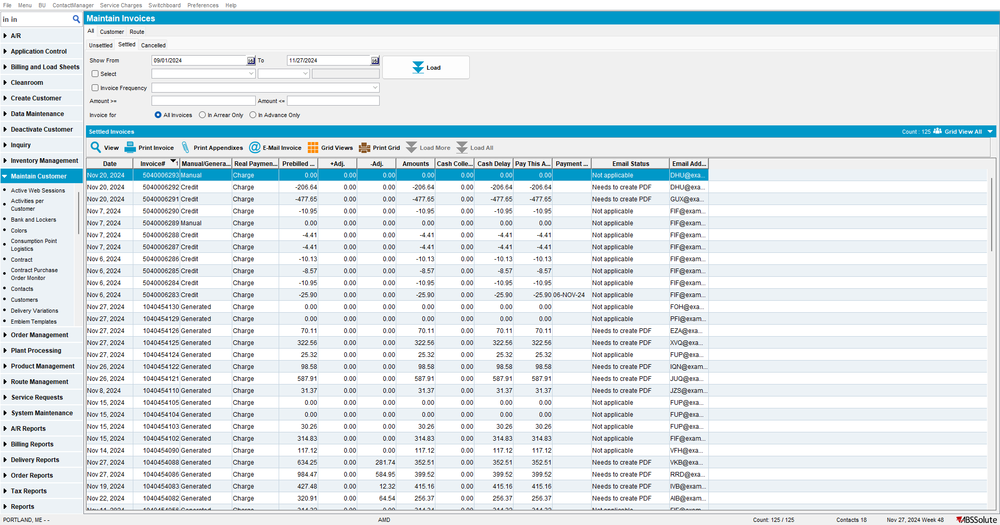 File Menu BU ContactManager Service Charges Switchboard Preferences Help
in in
Maintain Invoices
All Customer Route
Unsettled Settled Cancelled
Show From 09/01/2024 16 To 11/27/2024 16 Load
Select
Invoice Frequency
Amount >= Amount <=
Invoice for All Invoices In Arrear Only In Advance Only
Settled Invoices Count : 125 Grid View All
View Print Invoice Print Appendixes E-Mail Invoice Grid Views Print Grid Load More Load All
A/R
Application Control
Billing and Load Sheets
Cleanroom
Create Customer
Data Maintenance
Deactivate Customer
Inquiry
Inventory Management
Maintain Customer
Active Web Sessions
Activities per
Customer
Bank and Lockers
Colors
Consumption Point
Logistics
Contract
Contract Purchase
Order Monitor
Contacts
Customers
Delivery Variations
Emblem Templates
Order Management
Plant Processing
Product Management
Route Management
Service Requests
System Maintenance
A/R Reports
Billing Reports
Delivery Reports
Order Reports
Tax Reports
Reports
Date Invoice# 1 Manual/Genera... Real Paymen... Prebilled ... +Adj. -Adj. Amounts Cash Colle... Cash Delay Pay This A... Payment ... Email Status Email Add...
Nov 20, 2024 5040006293 Manual Charge 0.00 0.00 0.00 0.00 0.00 0.00 0.00 Not applicable DHU@exa...
Nov 20, 2024 5040006292 Credit Charge -206.64 0.00 0.00 -206.64 0.00 -206.64 -206.64 Needs to create PDF DHU@exa...
Nov 20, 2024 5040006291 Credit Charge -477.65 0.00 0.00 -477.65 0.00 -477.65 -477.65 Needs to create PDF GUX@exa...
Nov 7, 2024 5040006290 Credit Charge -10.95 0.00 0.00 -10.95 0.00 -10.95 -10.95 Not applicable FIF@exam...
Nov 7, 2024 5040006289 Manual Charge 0.00 0.00 0.00 0.00 0.00 0.00 0.00 Not applicable FIF@exam...
Nov 7, 2024 5040006288 Credit Charge -4.41 0.00 0.00 -4.41 0.00 -4.41 -4.41 Not applicable FIF@exam...
Nov 7, 2024 5040006287 Credit Charge -4.41 0.00 0.00 -4.41 0.00 -4.41 -4.41 Not applicable FIF@exam...
Nov 6, 2024 5040006286 Credit Charge -10.13 0.00 0.00 -10.13 0.00 -10.13 -10.13 Not applicable FIF@exam...
Nov 6, 2024 5040006285 Credit Charge -8.57 0.00 0.00 -8.57 0.00 -8.57 -8.57 Not applicable FIF@exam...
Nov 6, 2024 5040006284 Credit Charge -10.95 0.00 0.00 -10.95 0.00 -10.95 -10.95 Not applicable FIF@exam...
Nov 6, 2024 5040006283 Credit Charge -25.90 0.00 0.00 -25.90 0.00 -25.90 -25.90 06-NOV-24 Not applicable FIF@exam...
Nov 27, 2024 1040454130 Generated Charge 0.00 0.00 0.00 0.00 0.00 0.00 0.00 Not applicable FOH@exa...
Nov 27, 2024 1040454129 Generated Charge 0.00 0.00 0.00 0.00 0.00 0.00 0.00 Not applicable PFI@exam...
Nov 27, 2024 1040454126 Generated Charge 70.11 0.00 0.00 70.11 0.00 70.11 70.11 Needs to create PDF EZA@exa...
Nov 27, 2024 1040454125 Generated Charge 322.56 0.00 0.00 322.56 0.00 322.56 322.56 Needs to create PDF XVQ@exa...
Nov 27, 2024 1040454124 Generated Charge 25.32 0.00 0.00 25.32 0.00 25.32 25.32 Not applicable FUP@exa...
Nov 26, 2024 1040454122 Generated Charge 98.58 0.00 0.00 98.58 0.00 98.58 98.58 Needs to create PDF IQN@exam...
Nov 26, 2024 1040454121 Generated Charge 587.91 0.00 0.00 587.91 0.00 587.91 587.91 Needs to create PDF JUQ@exa...
Nov 8, 2024 1040454110 Generated Charge 31.37 0.00 0.00 31.37 0.00 31.37 31.37 Needs to create PDF JZS@exam...
Nov 15, 2024 1040454105 Generated Charge 0.00 0.00 0.00 0.00 0.00 0.00 0.00 Not applicable FUP@exa...
Nov 15, 2024 1040454104 Generated Charge 0.00 0.00 0.00 0.00 0.00 0.00 0.00 Not applicable FUP@exa...
Nov 15, 2024 1040454103 Generated Charge 30.26 0.00 0.00 30.26 0.00 30.26 30.26 Not applicable FUP@exa...
Nov 15, 2024 1040454102 Generated Charge 314.83 0.00 0.00 314.83 0.00 314.83 314.83 Not applicable FIF@exam...
Nov 14, 2024 1040454090 Generated Charge 117.12 0.00 0.00 117.12 0.00 117.12 117.12 Not applicable VFH@exa...
Nov 27, 2024 1040454088 Generated Charge 634.25 0.00 281.74 352.51 0.00 352.51 352.51 Needs to create PDF VKB@exa...
Nov 27, 2024 1040454086 Generated Charge 984.47 0.00 584.95 399.52 0.00 399.52 399.52 Needs to create PDF RRD@exa...
Nov 19, 2024 1040454083 Generated Charge 427.48 0.00 12.32 415.16 0.00 415.16 415.16 Needs to create PDF IVB@exam...
Nov 22, 2024 1040454082 Generated Charge 320.91 0.00 64.54 256.37 0.00 256.37 256.37 Needs to create PDF AIB@exam...
PORTLAND, ME - - AMD Count: 125 / 125 Contacts 18 Nov 27, 2024 Week 48 ABSSolute